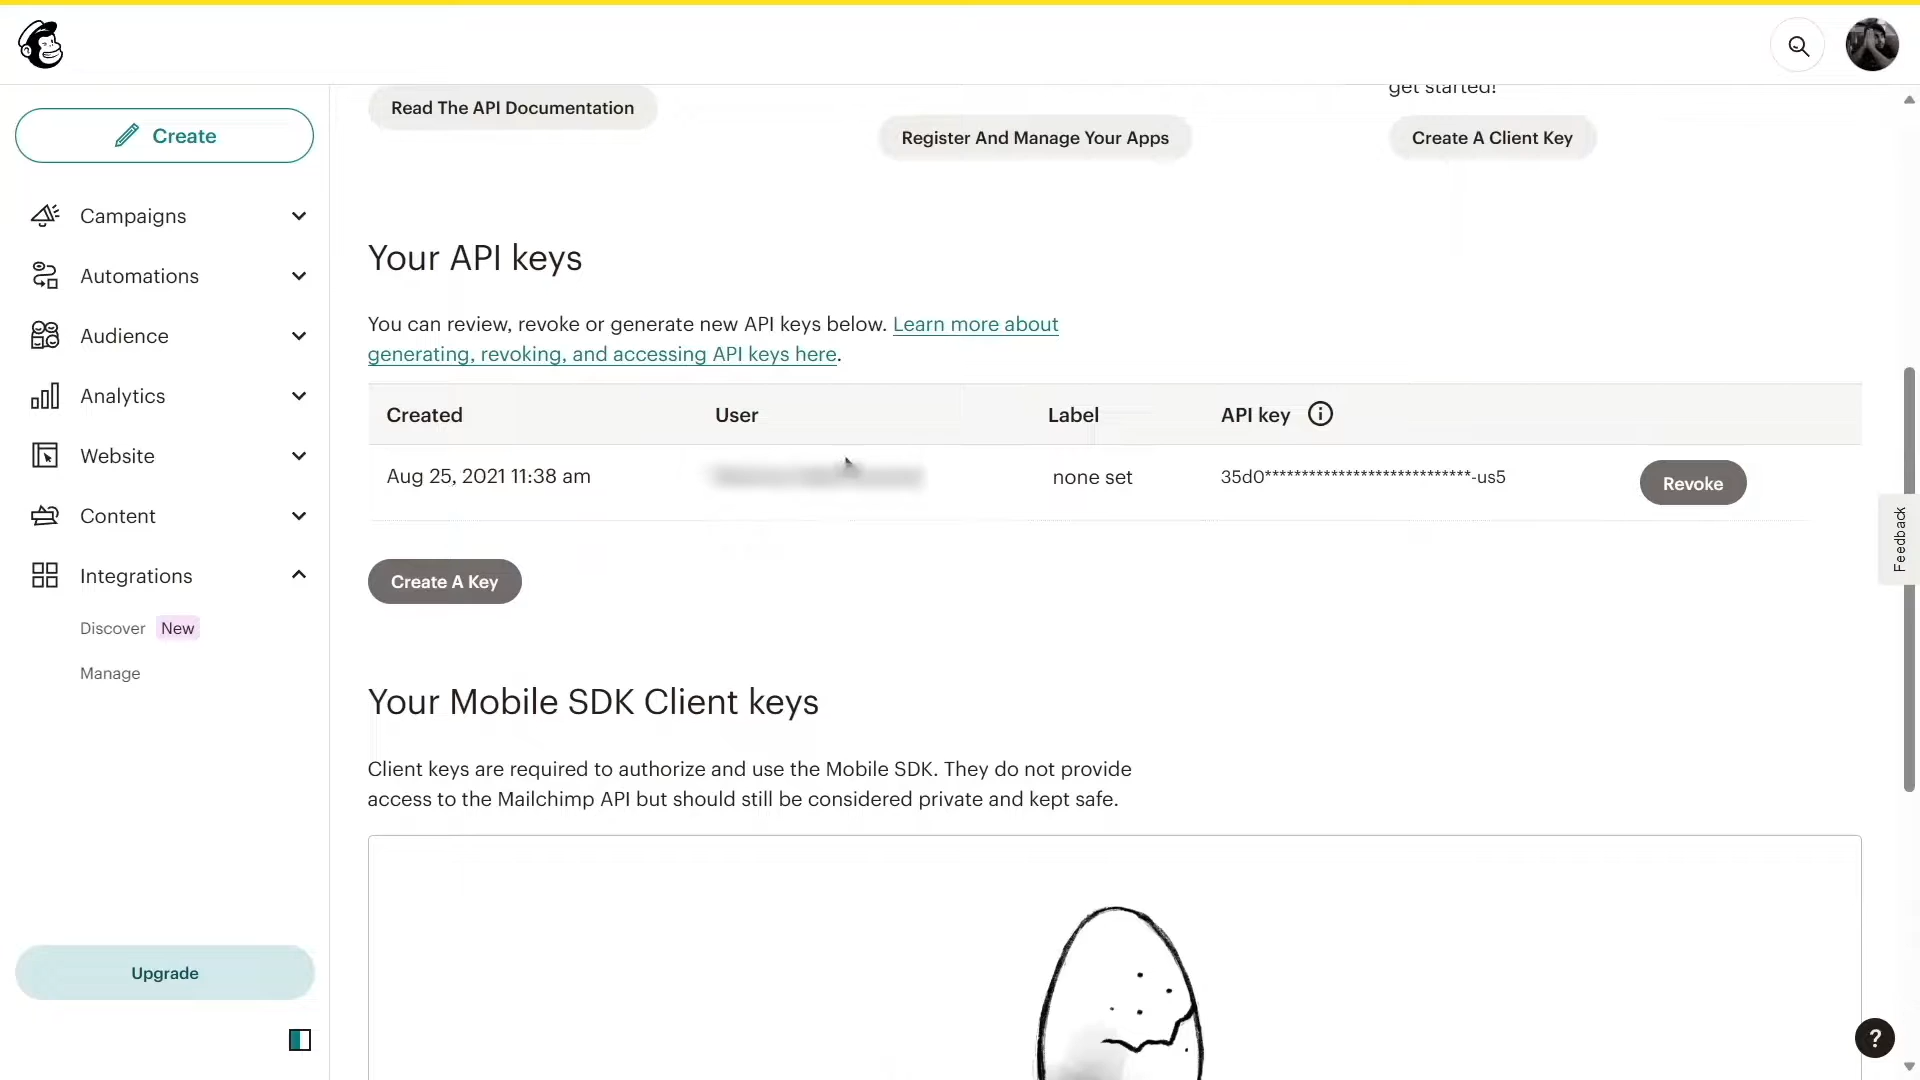 get started!
Read The API Documentation
Register And Manage Your Apps
Create A Client Key
Create
Campaigns
Automations
Audience
Analytics
Website
Content
Integrations
Discover New
Manage
Upgrade
Your API keys
You can review, revoke or generate new API keys below. Learn more about
generating, revoking, and accessing API keys here.
Created User Label API key
Aug 25, 2021 11:38 am none set 35d0****************************-us5 Revoke
Create A Key
Your Mobile SDK Client keys
Client keys are required to authorize and use the Mobile SDK. They do not provide
access to the Mailchimp API but should still be considered private and kept safe.
Feedback
?